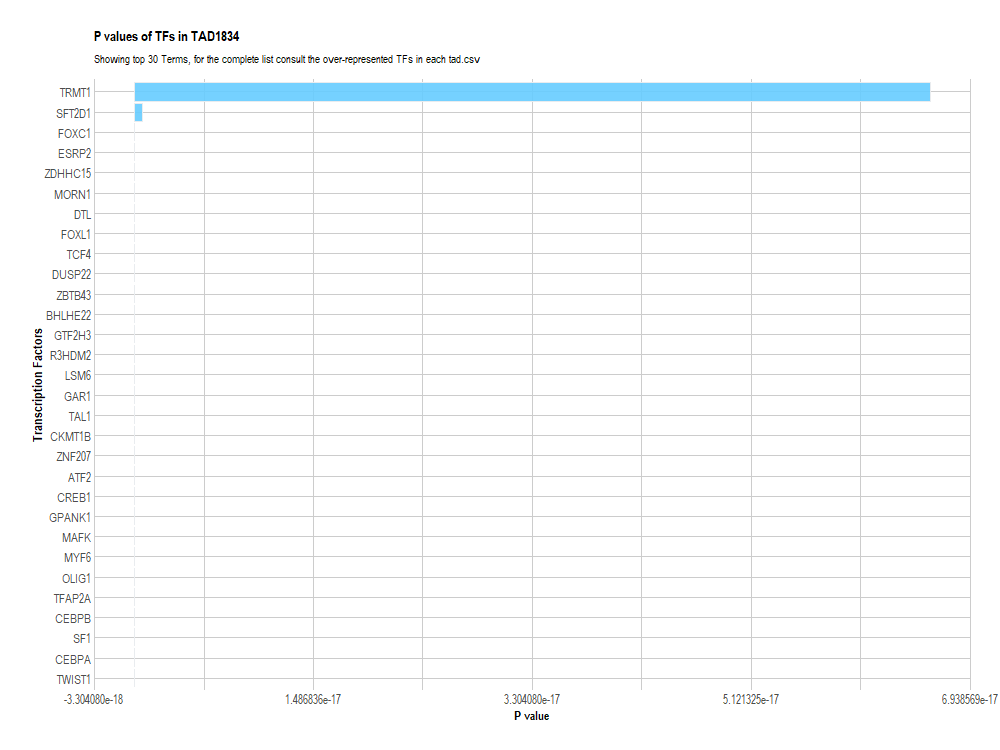 P values of TFs in TAD1834
Showing top 30 Terms, for the complete list consult the over-represented TFs in each tad.csv
TRMT1
SFT2D1
FOXC1
ESRP2
ZDHHC15
MORN1
DTL
FOXL1
TCF4
DUSP22
ZBTB43
BHLHE22
GTF2H3
R3HDM2
LSM6
GAR1
TAL1
CKMT1B
ZNF207
ATF2
CREB1
GPANK1
MAFK
MYF6
OLIG1
TFAP2A
CEBPB
SF1
CEBPA
TWIST1
Transcription Factors
-3.304080e-18 1.486836e-17 3.304080e-17 5.121325e-17 6.938569e-17
P value